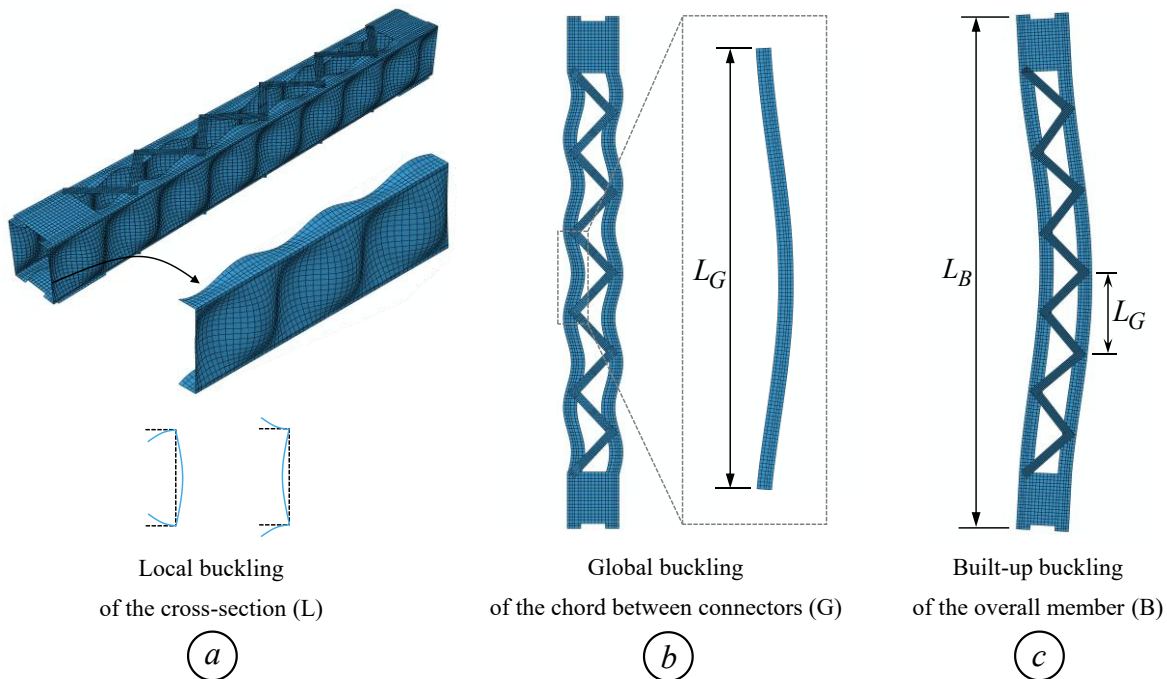 L_G
L_B
L_G
Local buckling
of the cross-section (L)
a
Global buckling
of the chord between connectors (G)
b
Built-up buckling
of the overall member (B)
c